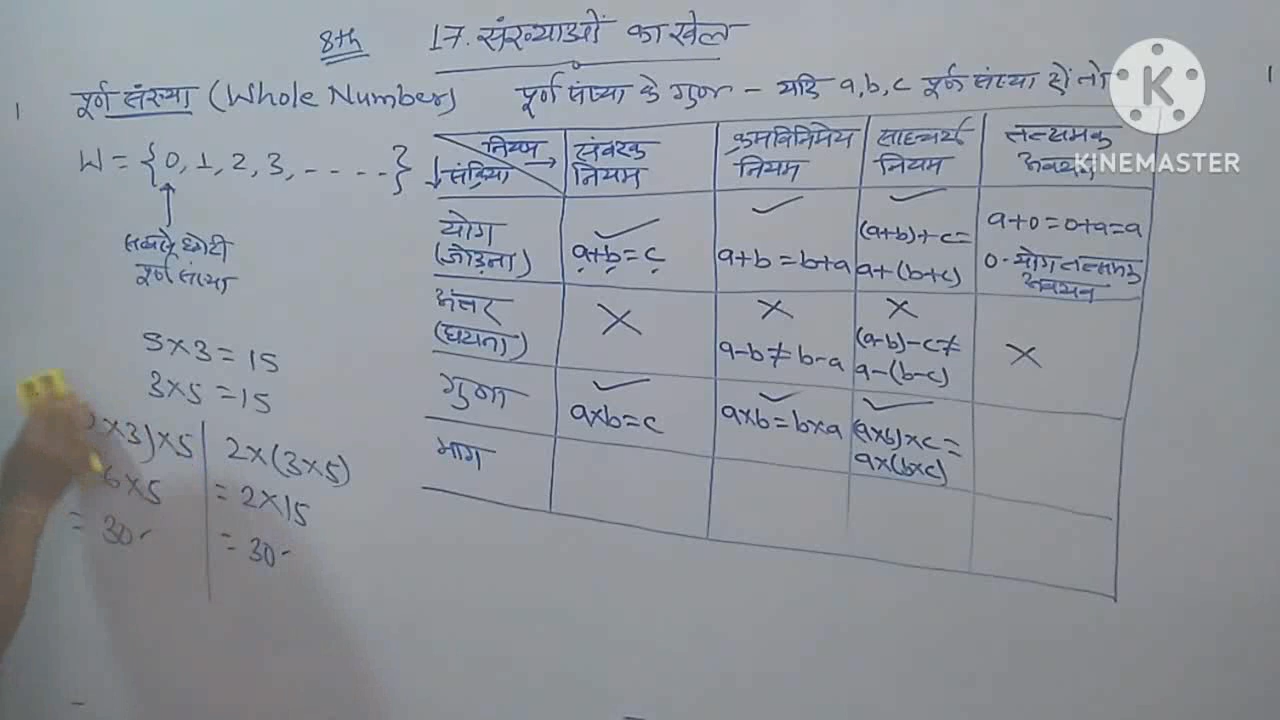 8th 17. संख्याओं का खेल
पूर्ण संख्या (Whole Number) पूर्ण संख्या के गुण - यदि a, b, c पूर्ण संख्या हों तो
W = {0, 1, 2, 3, - - - -}
सबसे छोटी
पूर्ण संख्या
5 × 3 = 15
3 × 5 = 15
× 3) × 5
6 × 5
= 30
2 × (3 × 5)
= 2 × 15
= 30
नियम →
↓ संक्रिया
संवरक
नियम
क्रमविनिमेय
नियम
साहचर्य
नियम
तत्समक
योग
(जोड़ना)
✓
a+b=c
✓
a+b=b+a
✓
(a+b)+c=
a+(b+c)
a+0=0+a=a
0-योग तत्समक
अवयव
अंतर
(घटाना)
×
×
a-b≠b-a
×
(a-b)-c≠
a-(b-c)
×
गुणा
✓
a×b=c
✓
a×b=b×a
✓
(a×b)×c=
a×(b×c)
भाग
K
KINEMASTER